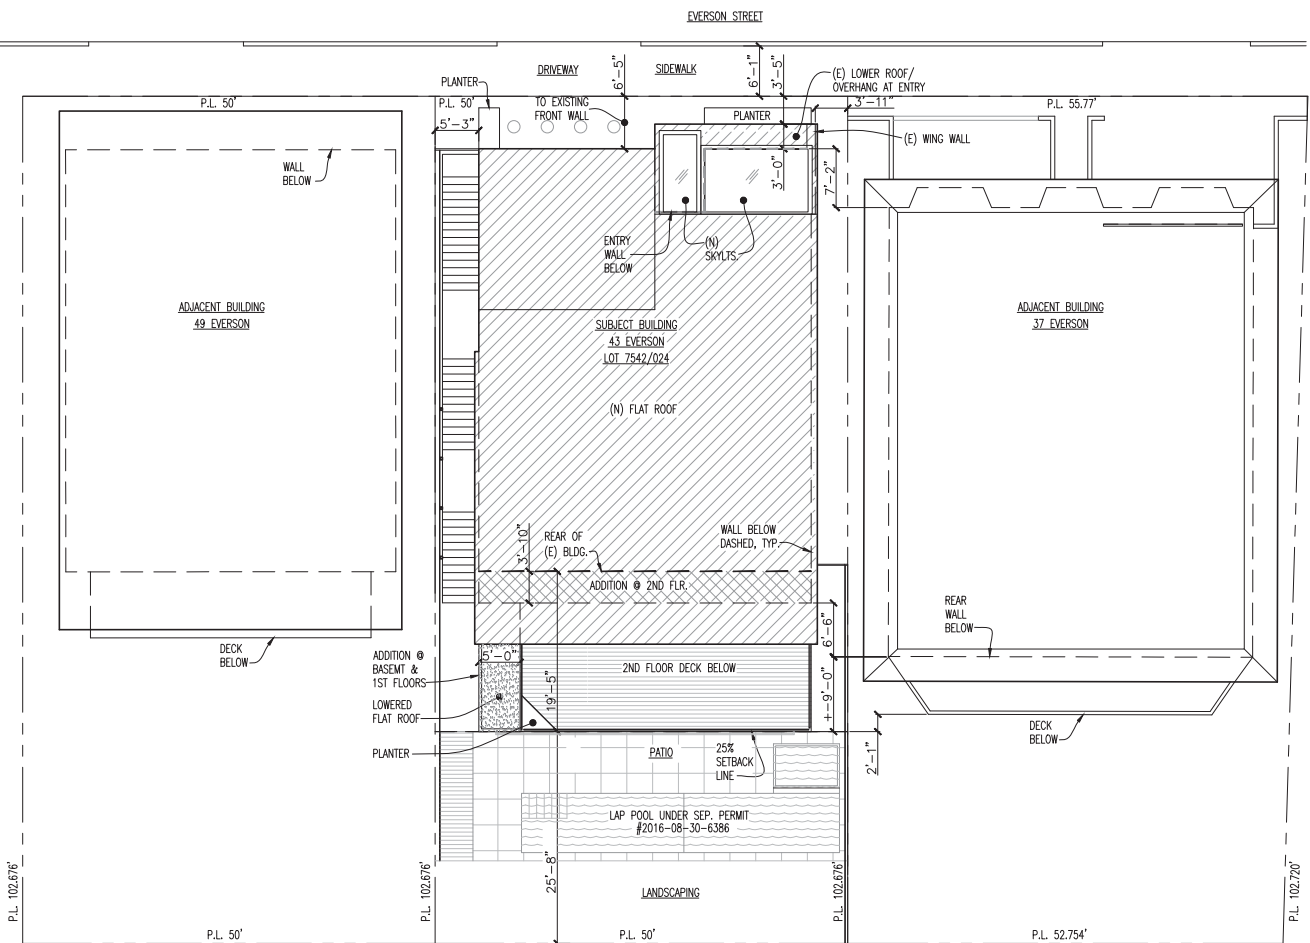 EVERSON STREET
DRIVEWAY
6'-5"
SIDEWALK
6'-1"
3'-5"
(E) LOWER ROOF/
OVERHANG AT ENTRY
PLANTER
P.L. 50'
P.L. 50'
TO EXISTING
FRONT WALL
PLANTER
3'-11"
P.L. 55.77'
5'-3"
(E) WING WALL
WALL
BELOW
3'-0"
7'-2"
ENTRY
WALL
BELOW
(N)
SKYLTS.
ADJACENT BUILDING
49 EVERSON
SUBJECT BUILDING
43 EVERSON
LOT 7542/024
ADJACENT BUILDING
37 EVERSON
(N) FLAT ROOF
3'-10"
REAR OF
(E) BLDG.
WALL BELOW
DASHED, TYP.
ADDITION @ 2ND FLR.
REAR
WALL
BELOW
6'-6"
DECK
BELOW
ADDITION @
BASEMT &
1ST FLOORS
5'-0"
2ND FLOOR DECK BELOW
19'-5"
+-9'-0"
LOWERED
FLAT ROOF
DECK
BELOW
PLANTER
PATIO
25%
SETBACK
LINE
2'-1"
LAP POOL UNDER SEP. PERMIT
#2016-08-30-6386
25'-8"
LANDSCAPING
P.L. 102.676'
P.L. 102.676'
P.L. 102.676'
P.L. 102.720'
P.L. 50'
P.L. 50'
P.L. 52.754'